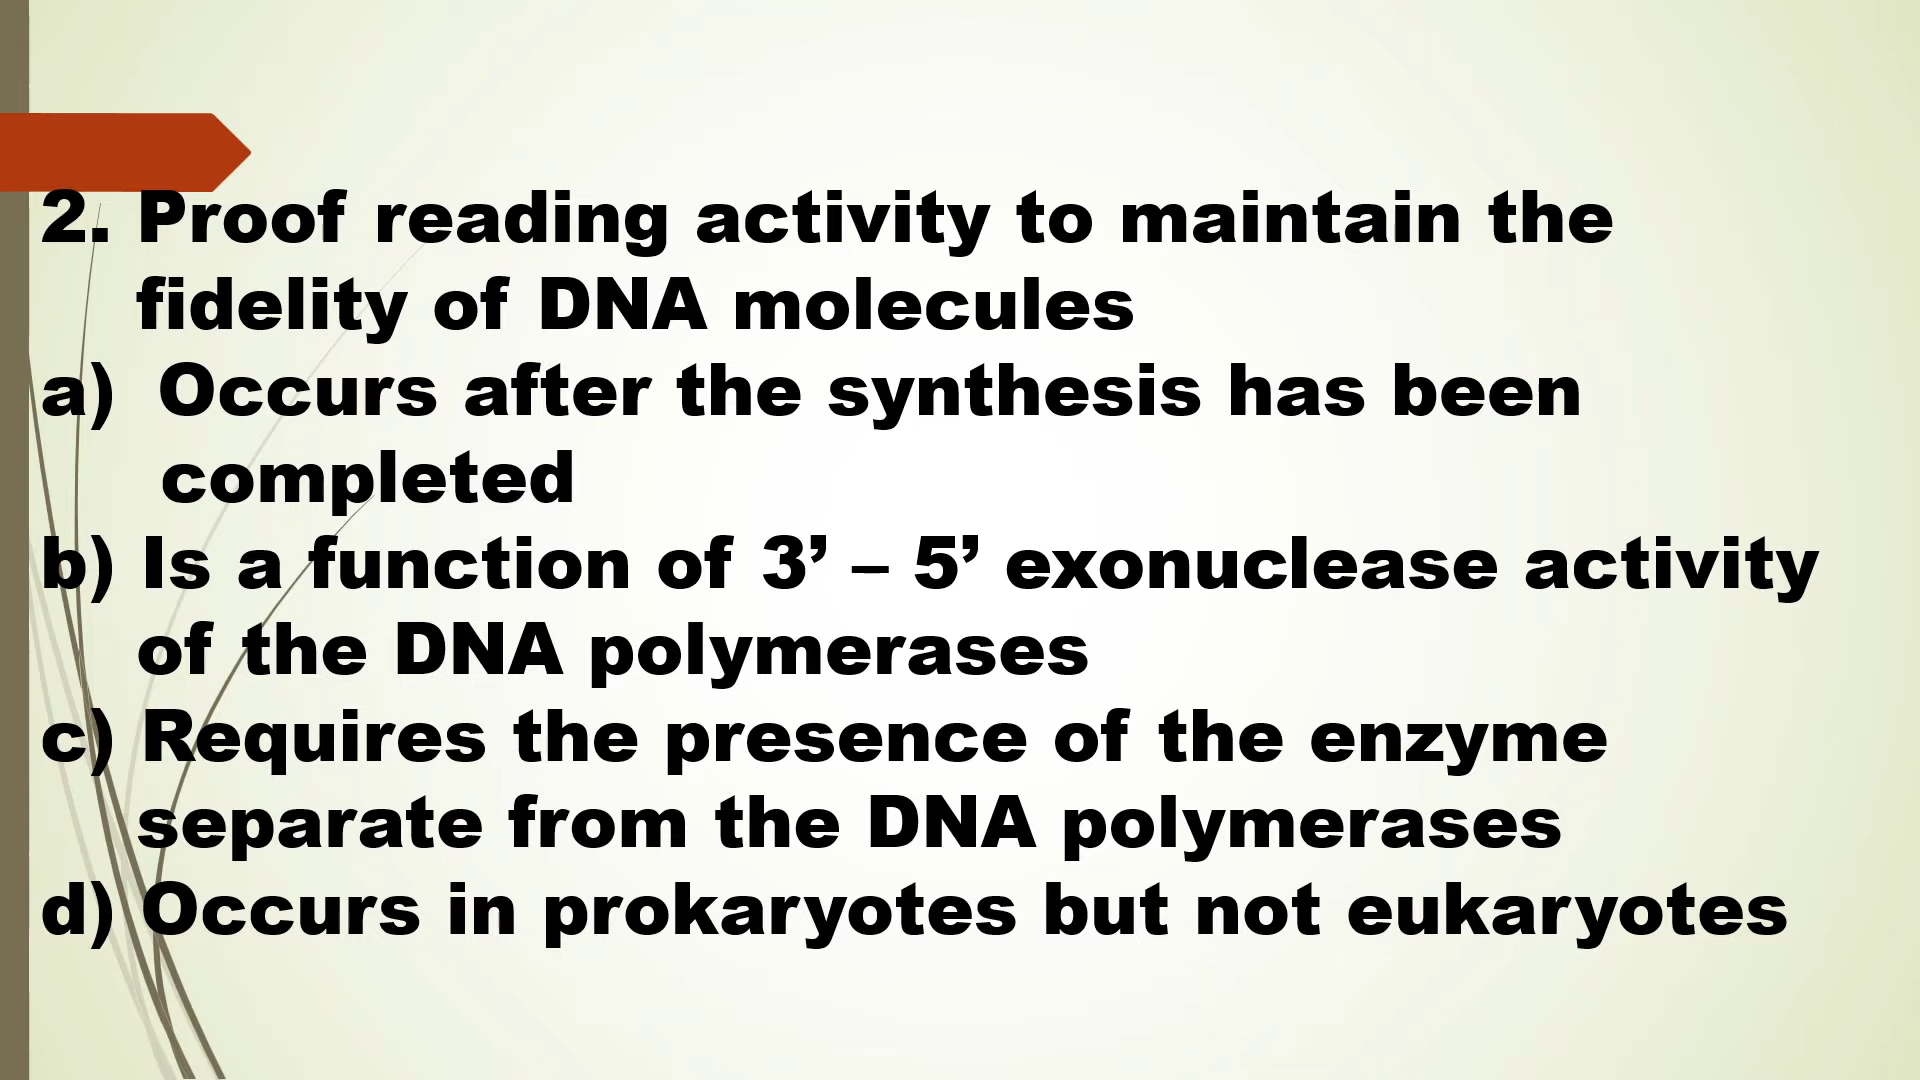 2. Proof reading activity to maintain the
fidelity of DNA molecules
a) Occurs after the synthesis has been
completed
b) Is a function of 3’ – 5’ exonuclease activity
of the DNA polymerases
c) Requires the presence of the enzyme
separate from the DNA polymerases
d) Occurs in prokaryotes but not eukaryotes